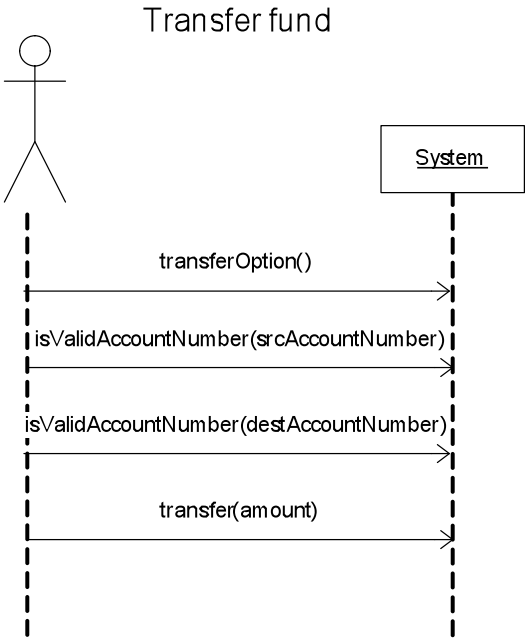 Transfer fund
System
transferOption()
isValidAccountNumber(srcAccountNumber)
isValidAccountNumber(destAccountNumber)
transfer(amount)